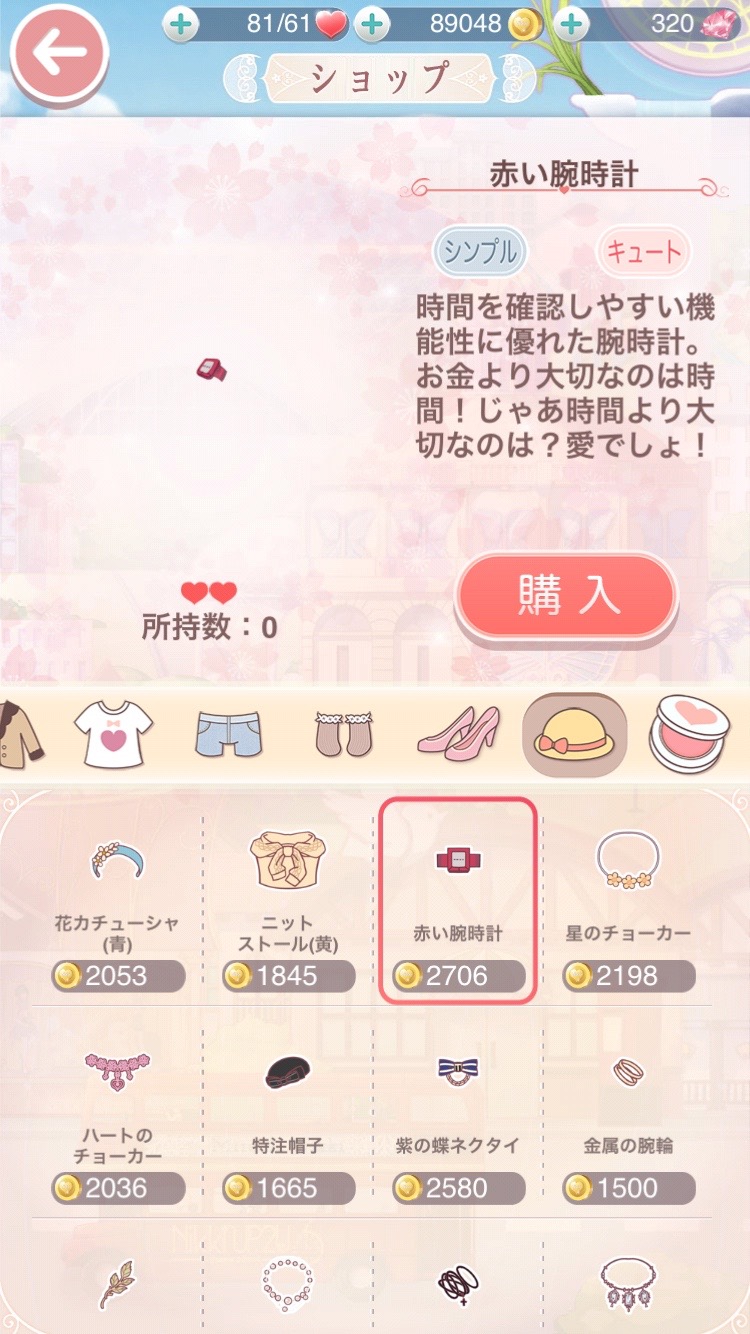 81/61
89048
320
ショップ
赤い腕時計
シンプル
キュート
時間を確認しやすい機
能性に優れた腕時計。
お金より大切なのは時
間！じゃあ時間より大
切なのは？愛でしょ！
所持数：0
購入
花カチューシャ
(青)
ニット
ストール(黄)
赤い腕時計
星のチョーカー
2053
1845
2706
2198
ハートの
チョーカー
特注帽子
紫の蝶ネクタイ
金属の腕輪
2036
1665
2580
1500